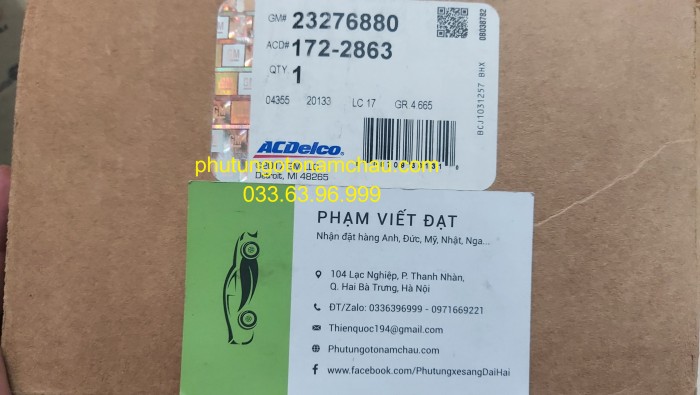 GM# 23276880
ACD# 172-2863
QTY 1
04355 20133 LC 17 GR 4.665
08038782
BCJ1031257 BHX
ACDelco
phutungotonamchau.com
Detroit, MI 48265
033.63.96.999
PHẠM VIẾT ĐẠT
Nhận đặt hàng Anh, Đức, Mỹ, Nhật, Nga...
104 Lạc Nghiệp, P. Thanh Nhàn,
Q. Hai Bà Trưng, Hà Nội
ĐT/Zalo: 0336396999 - 0971669221
Thienquoc194@gmail.com
Phutungotonamchau.com
www.facebook.com/PhutungxesangDaiHai